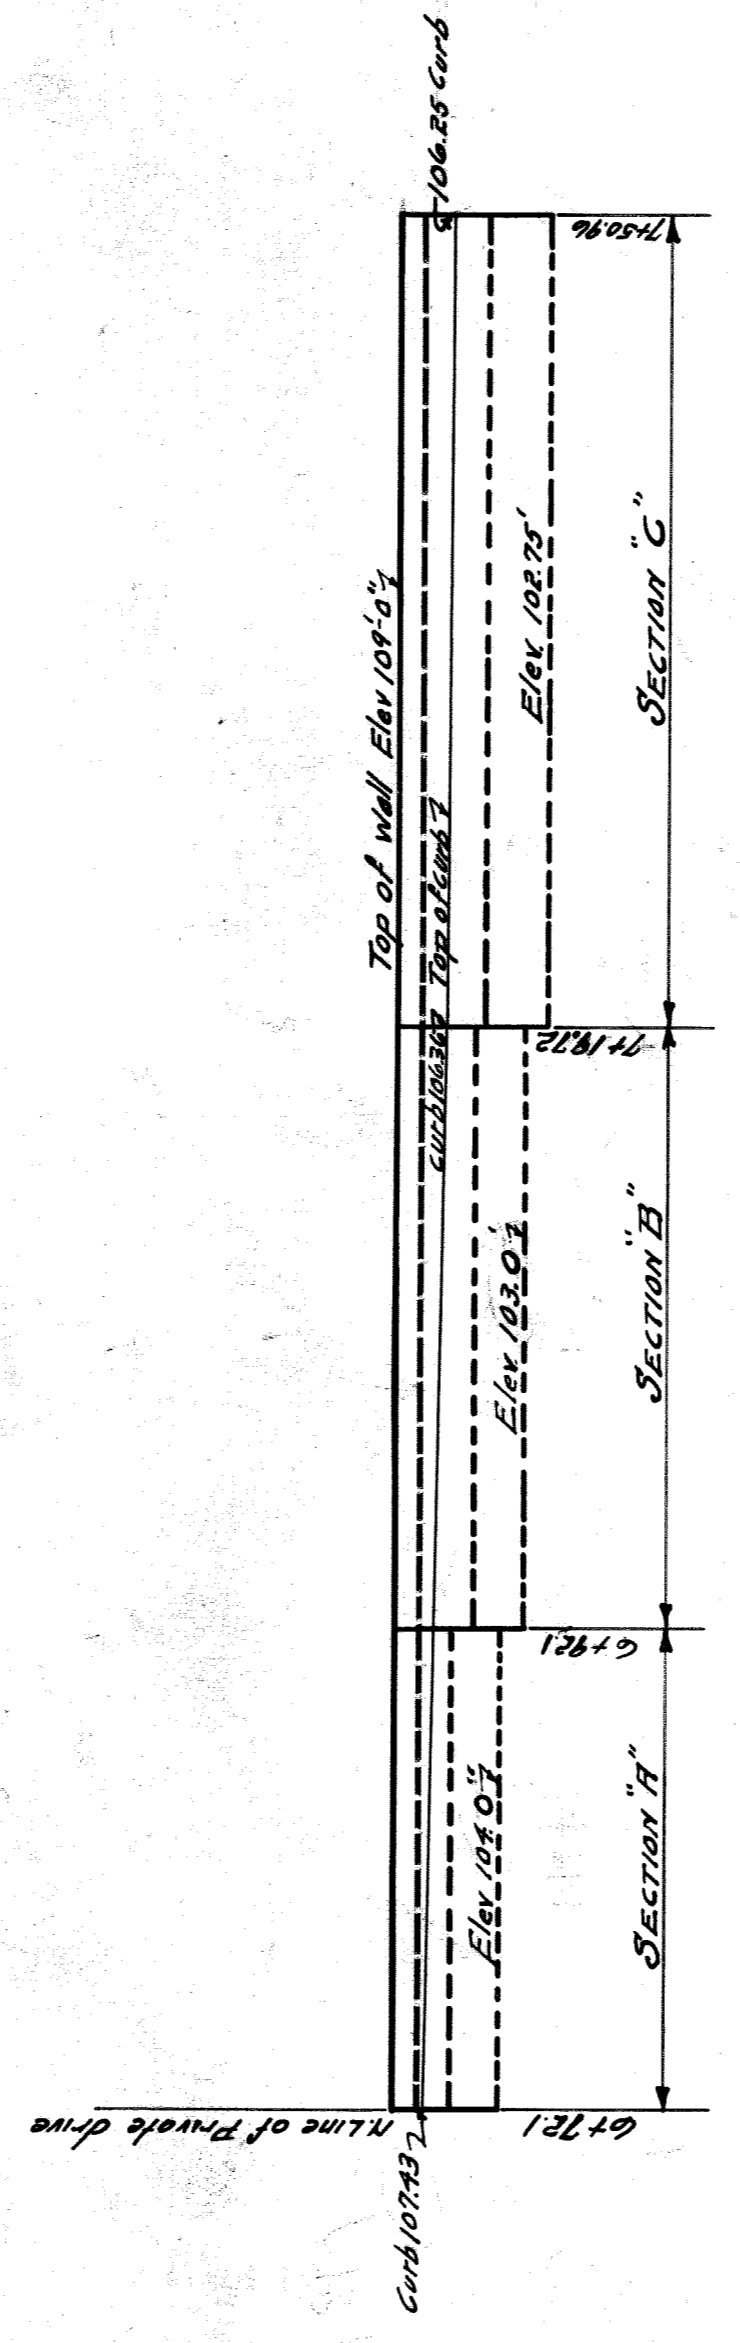 Top of Wall Elev 109'-0"
106.25 Curb
Curb 106.36
Top of Curb
Curb 107.43
N. Line of Private drive
Elev 104.0"
Elev. 103.0'
Elev. 102.75'
6+72.1
6+92.1
7+19.72
7+50.96
SECTION "A"
SECTION "B"
SECTION "C"